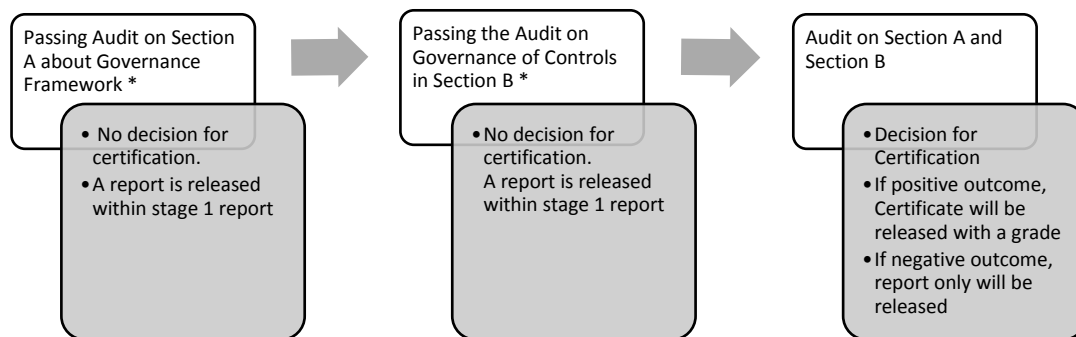 Passing Audit on Section
A about Governance
Framework *
• No decision for
certification.
• A report is released
within stage 1 report
Passing the Audit on
Governance of Controls
in Section B *
• No decision for
certification.
A report is released
within stage 1 report
Audit on Section A and
Section B
• Decision for
Certification
• If positive outcome,
Certificate will be
released with a grade
• If negative outcome,
report only will be
released